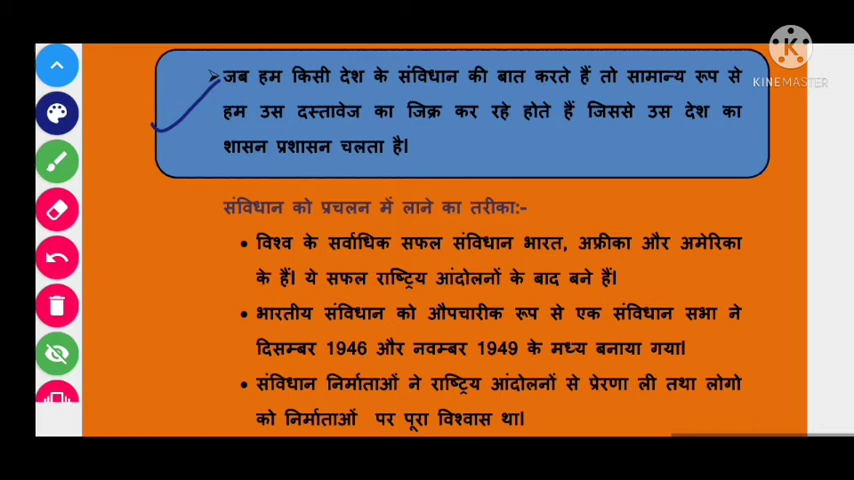 जब हम किसी देश के संविधान की बात करते हैं तो सामान्य रूप से
हम उस दस्तावेज का जिक्र कर रहे होते हैं जिससे उस देश का
शासन प्रशासन चलता है।
संविधान को प्रचलन में लाने का तरीका:-
विश्व के सर्वाधिक सफल संविधान भारत, अफ्रीका और अमेरिका
के हैं। ये सफल राष्ट्रिय आंदोलनों के बाद बने हैं।
भारतीय संविधान को औपचारीक रूप से एक संविधान सभा ने
दिसम्बर 1946 और नवम्बर 1949 के मध्य बनाया गया।
संविधान निर्माताओं ने राष्ट्रिय आंदोलनों से प्रेरणा ली तथा लोगो
को निर्माताओं पर पूरा विश्वास था।
K
KINEMASTER